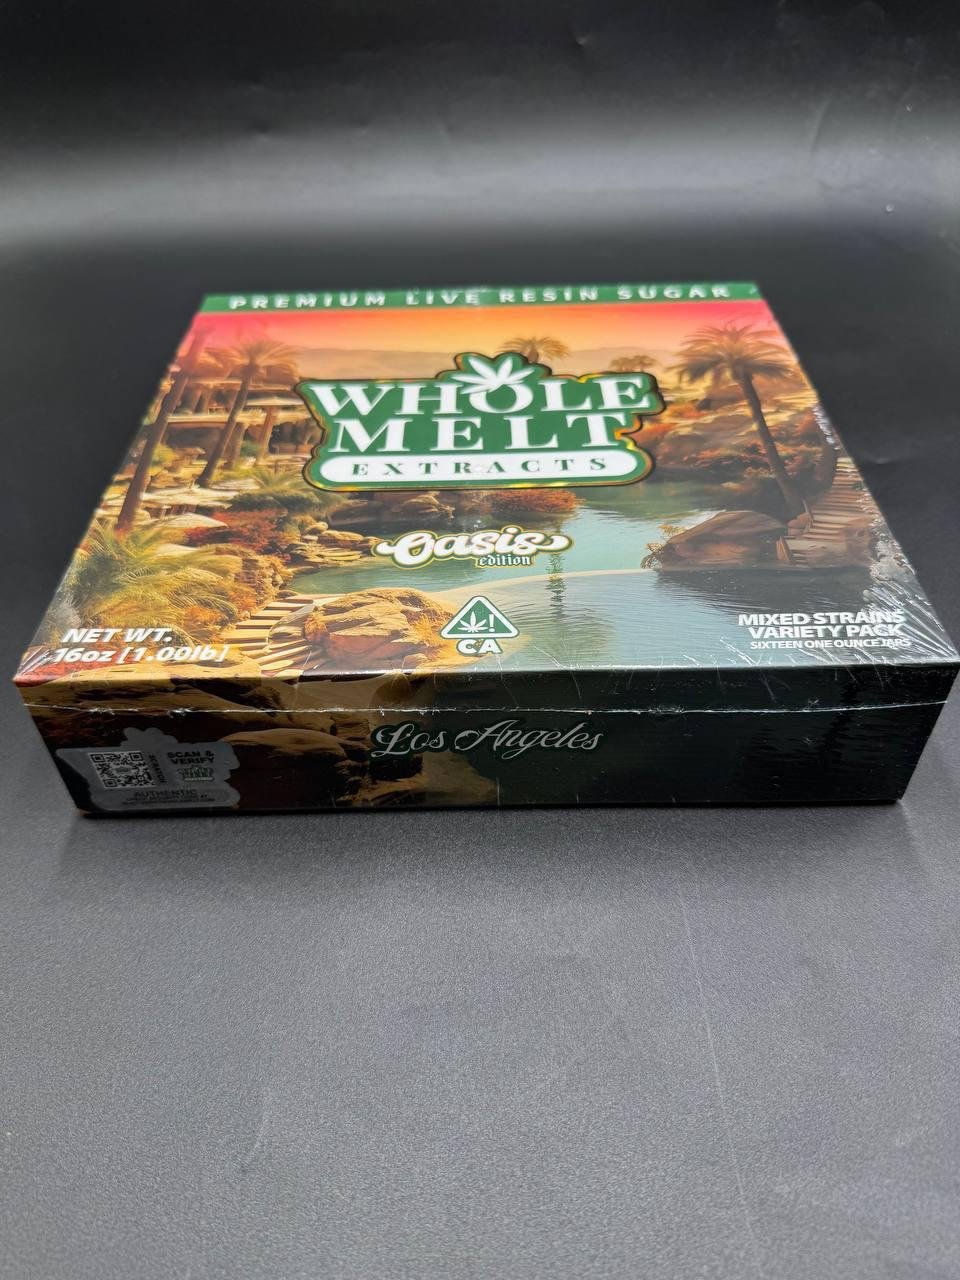 PREMIUM LIVE RESIN SUGAR
WHOLE
MELT
EXTRACTS
Oasis
edition
NET WT.
16oz [1.00lb]
CA
MIXED STRAINS
VARIETY PACK
SIXTEEN ONE OUNCE JARS
Los Angeles
SCAN &
VERIFY
SCRATCH
AUTHENTIC